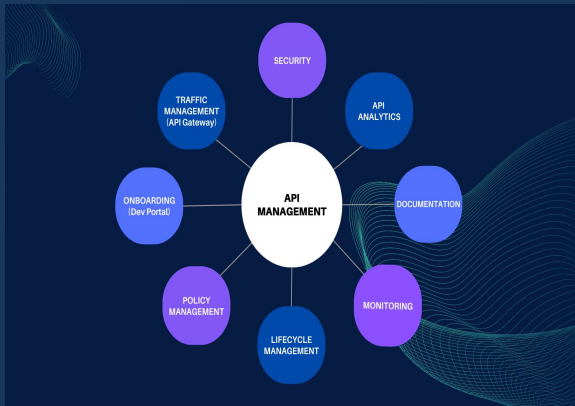 SECURITY
TRAFFIC
MANAGEMENT
(API Gateway)
API
ANALYTICS
ONBOARDING
(Dev Portal)
API
MANAGEMENT
DOCUMENTATION
POLICY
MANAGEMENT
MONITORING
LIFECYCLE
MANAGEMENT